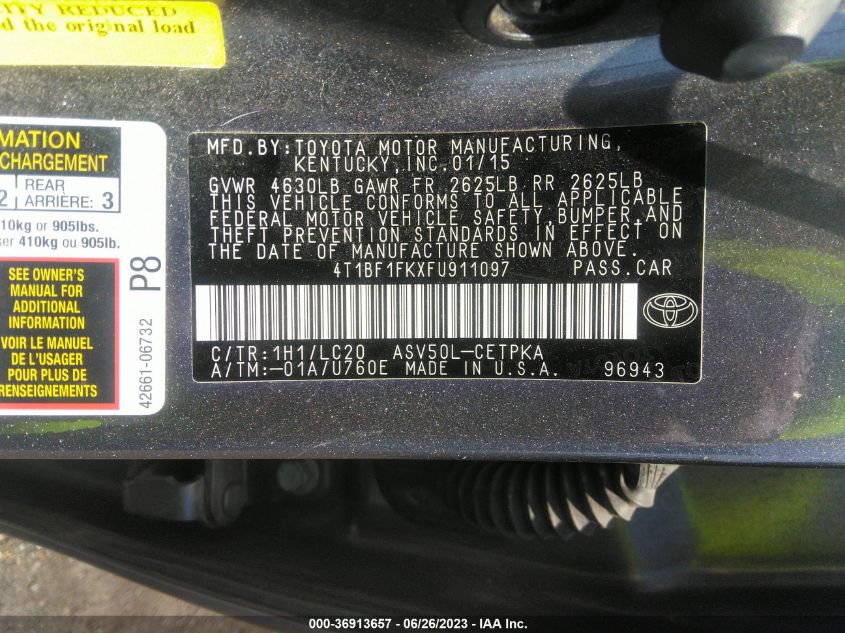 CITY REDUCED
d the original load
MATION
CHARGEMENT
2 REAR ARRIÈRE: 3
10kg or 905lbs.
ser 410kg ou 905lb.
SEE OWNER'S
MANUAL FOR
ADDITIONAL
INFORMATION
VOIR LE MANUEL
DE L'USAGER
POUR PLUS DE
RENSEIGNEMENTS
P8
42661-06732
MFD.BY:TOYOTA MOTOR MANUFACTURING,
KENTUCKY,INC.01/15
GVWR 4630LB GAWR FR 2625LB RR 2625LB
THIS VEHICLE CONFORMS TO ALL APPLICABLE
FEDERAL MOTOR VEHICLE SAFETY,BUMPER,AND
THEFT PREVENTION STANDARDS IN EFFECT ON
THE DATE OF MANUFACTURE SHOWN ABOVE.
4T1BF1FKXFU911097 PASS.CAR
C/TR:1H1/LC20 ASV50L-CETPKA
A/TM:-01A/U760E MADE IN U.S.A. 96943
000-36913657 - 06/26/2023 - IAA Inc.